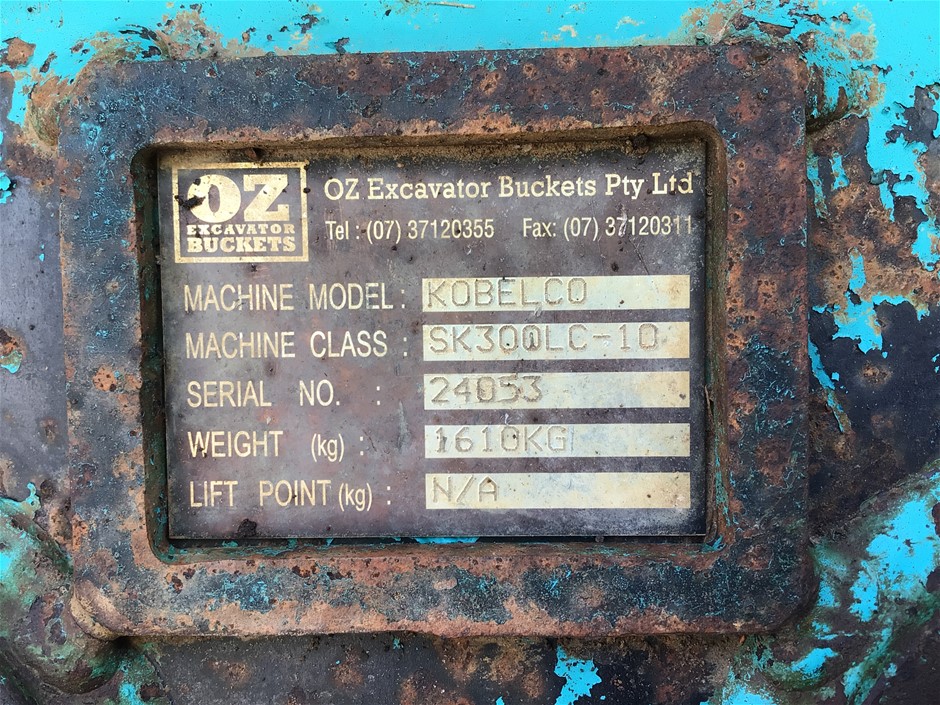 OZ
EXCAVATOR
BUCKETS
OZ Excavator Buckets Pty Ltd
Tel : (07) 37120355 Fax: (07) 37120311
MACHINE MODEL : KOBELCO
MACHINE CLASS : SK300LC-10
SERIAL NO. : 24053
WEIGHT (kg) : 1610KG
LIFT POINT (kg) : N/A